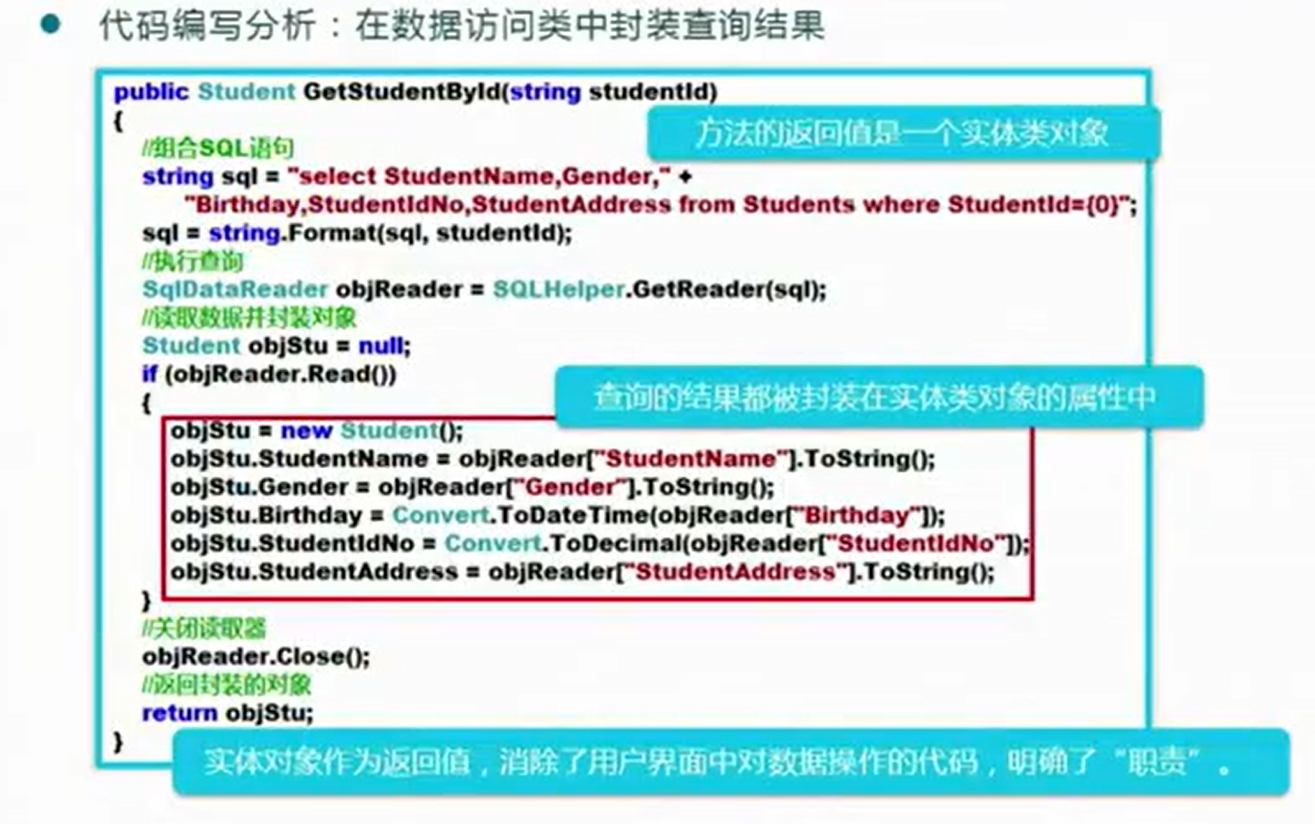 代码编写分析：在数据访问类中封装查询结果
public Student GetStudentById(string studentId)
{
方法的返回值是一个实体类对象
//组合SQL语句
string sql = "select StudentName,Gender," +
"Birthday,StudentIdNo,StudentAddress from Students where StudentId={0}";
sql = string.Format(sql, studentId);
//执行查询
SqlDataReader objReader = SQLHelper.GetReader(sql);
//读取数据并封装对象
Student objStu = null;
if (objReader.Read())
{
查询的结果都被封装在实体类对象的属性中
objStu = new Student();
objStu.StudentName = objReader["StudentName"].ToString();
objStu.Gender = objReader["Gender"].ToString();
objStu.Birthday = Convert.ToDateTime(objReader["Birthday"]);
objStu.StudentIdNo = Convert.ToDecimal(objReader["StudentIdNo"]);
objStu.StudentAddress = objReader["StudentAddress"].ToString();
}
//关闭读取器
objReader.Close();
//返回封装的对象
return objStu;
}
实体对象作为返回值，消除了用户界面中对数据操作的代码，明确了“职责”。